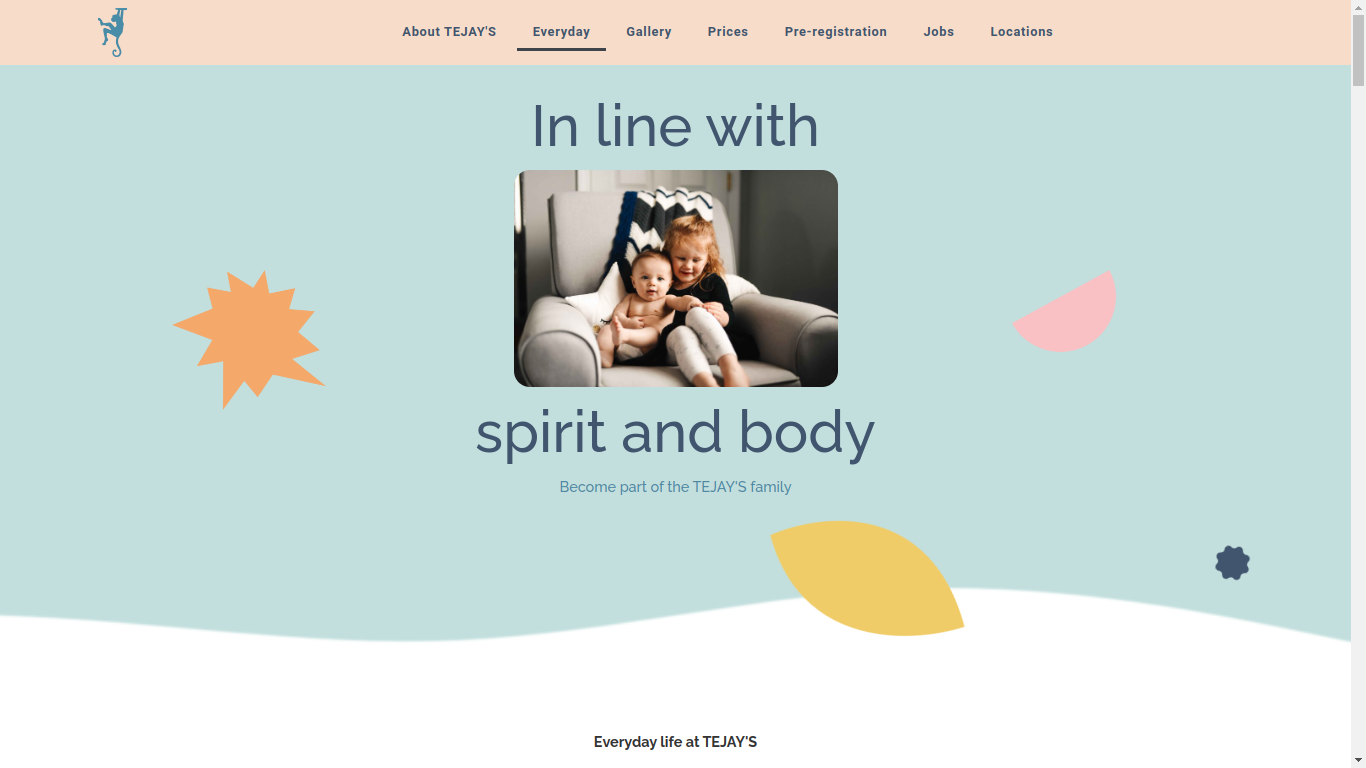 About TEJAY'S Everyday Gallery Prices Pre-registration Jobs Locations
In line with
spirit and body
Become part of the TEJAY'S family
Everyday life at TEJAY'S